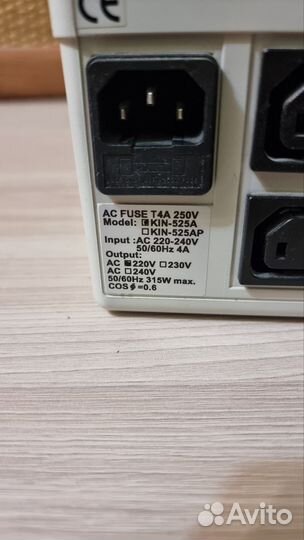 CE
AC FUSE T4A 250V
Model: KIN-525A
KIN-525AP
Input : AC 220-240V
50/60Hz 4A
Output:
AC 220V 230V
AC 240V
50/60Hz 315W max.
COS ø =0.6
Avito